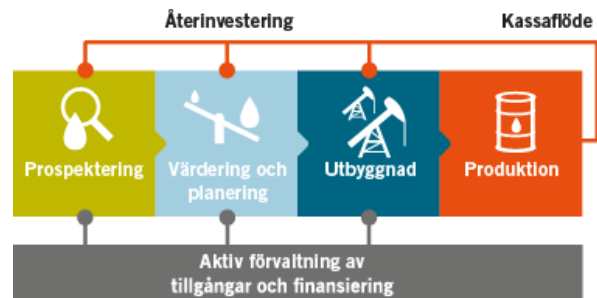 Återinvestering
Kassaflöde
Prospektering
Värdering och
planering
Utbyggnad
Produktion
Aktiv förvaltning av
tillgångar och finansiering